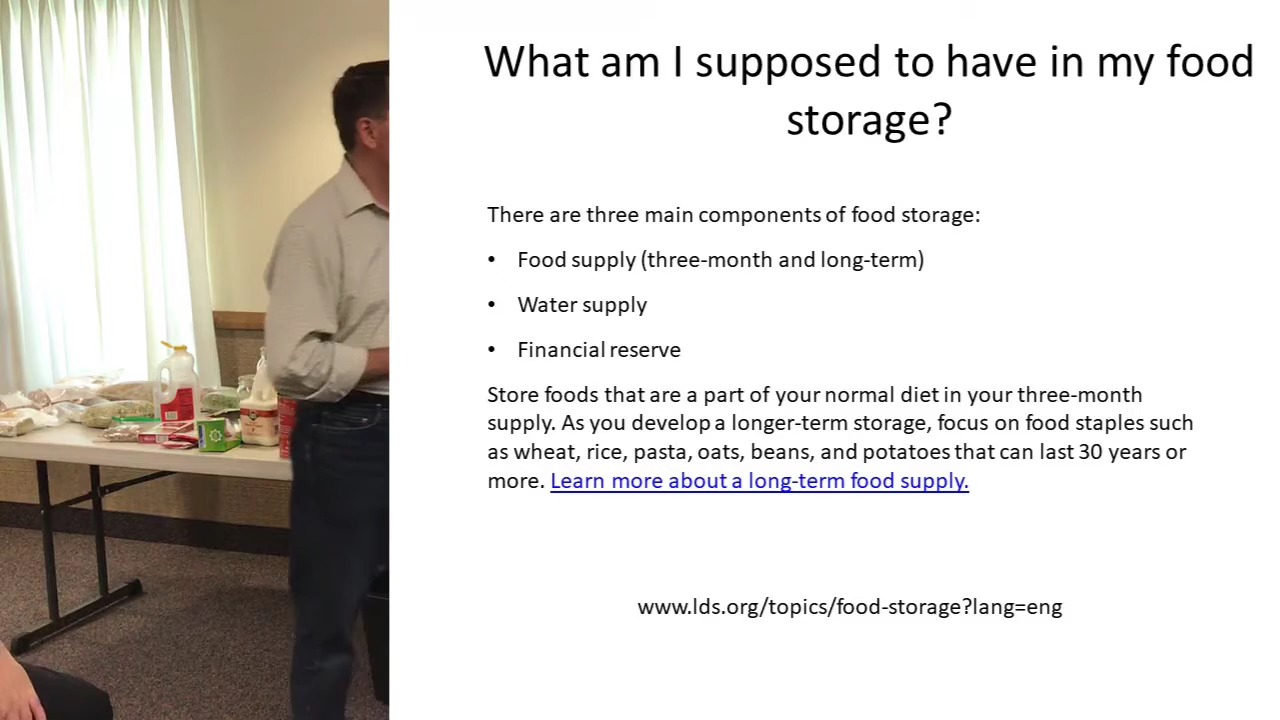 What am I supposed to have in my food
storage?
There are three main components of food storage:
• Food supply (three-month and long-term)
• Water supply
• Financial reserve
Store foods that are a part of your normal diet in your three-month
supply. As you develop a longer-term storage, focus on food staples such
as wheat, rice, pasta, oats, beans, and potatoes that can last 30 years or
more. Learn more about a long-term food supply.
www.lds.org/topics/food-storage?lang=eng